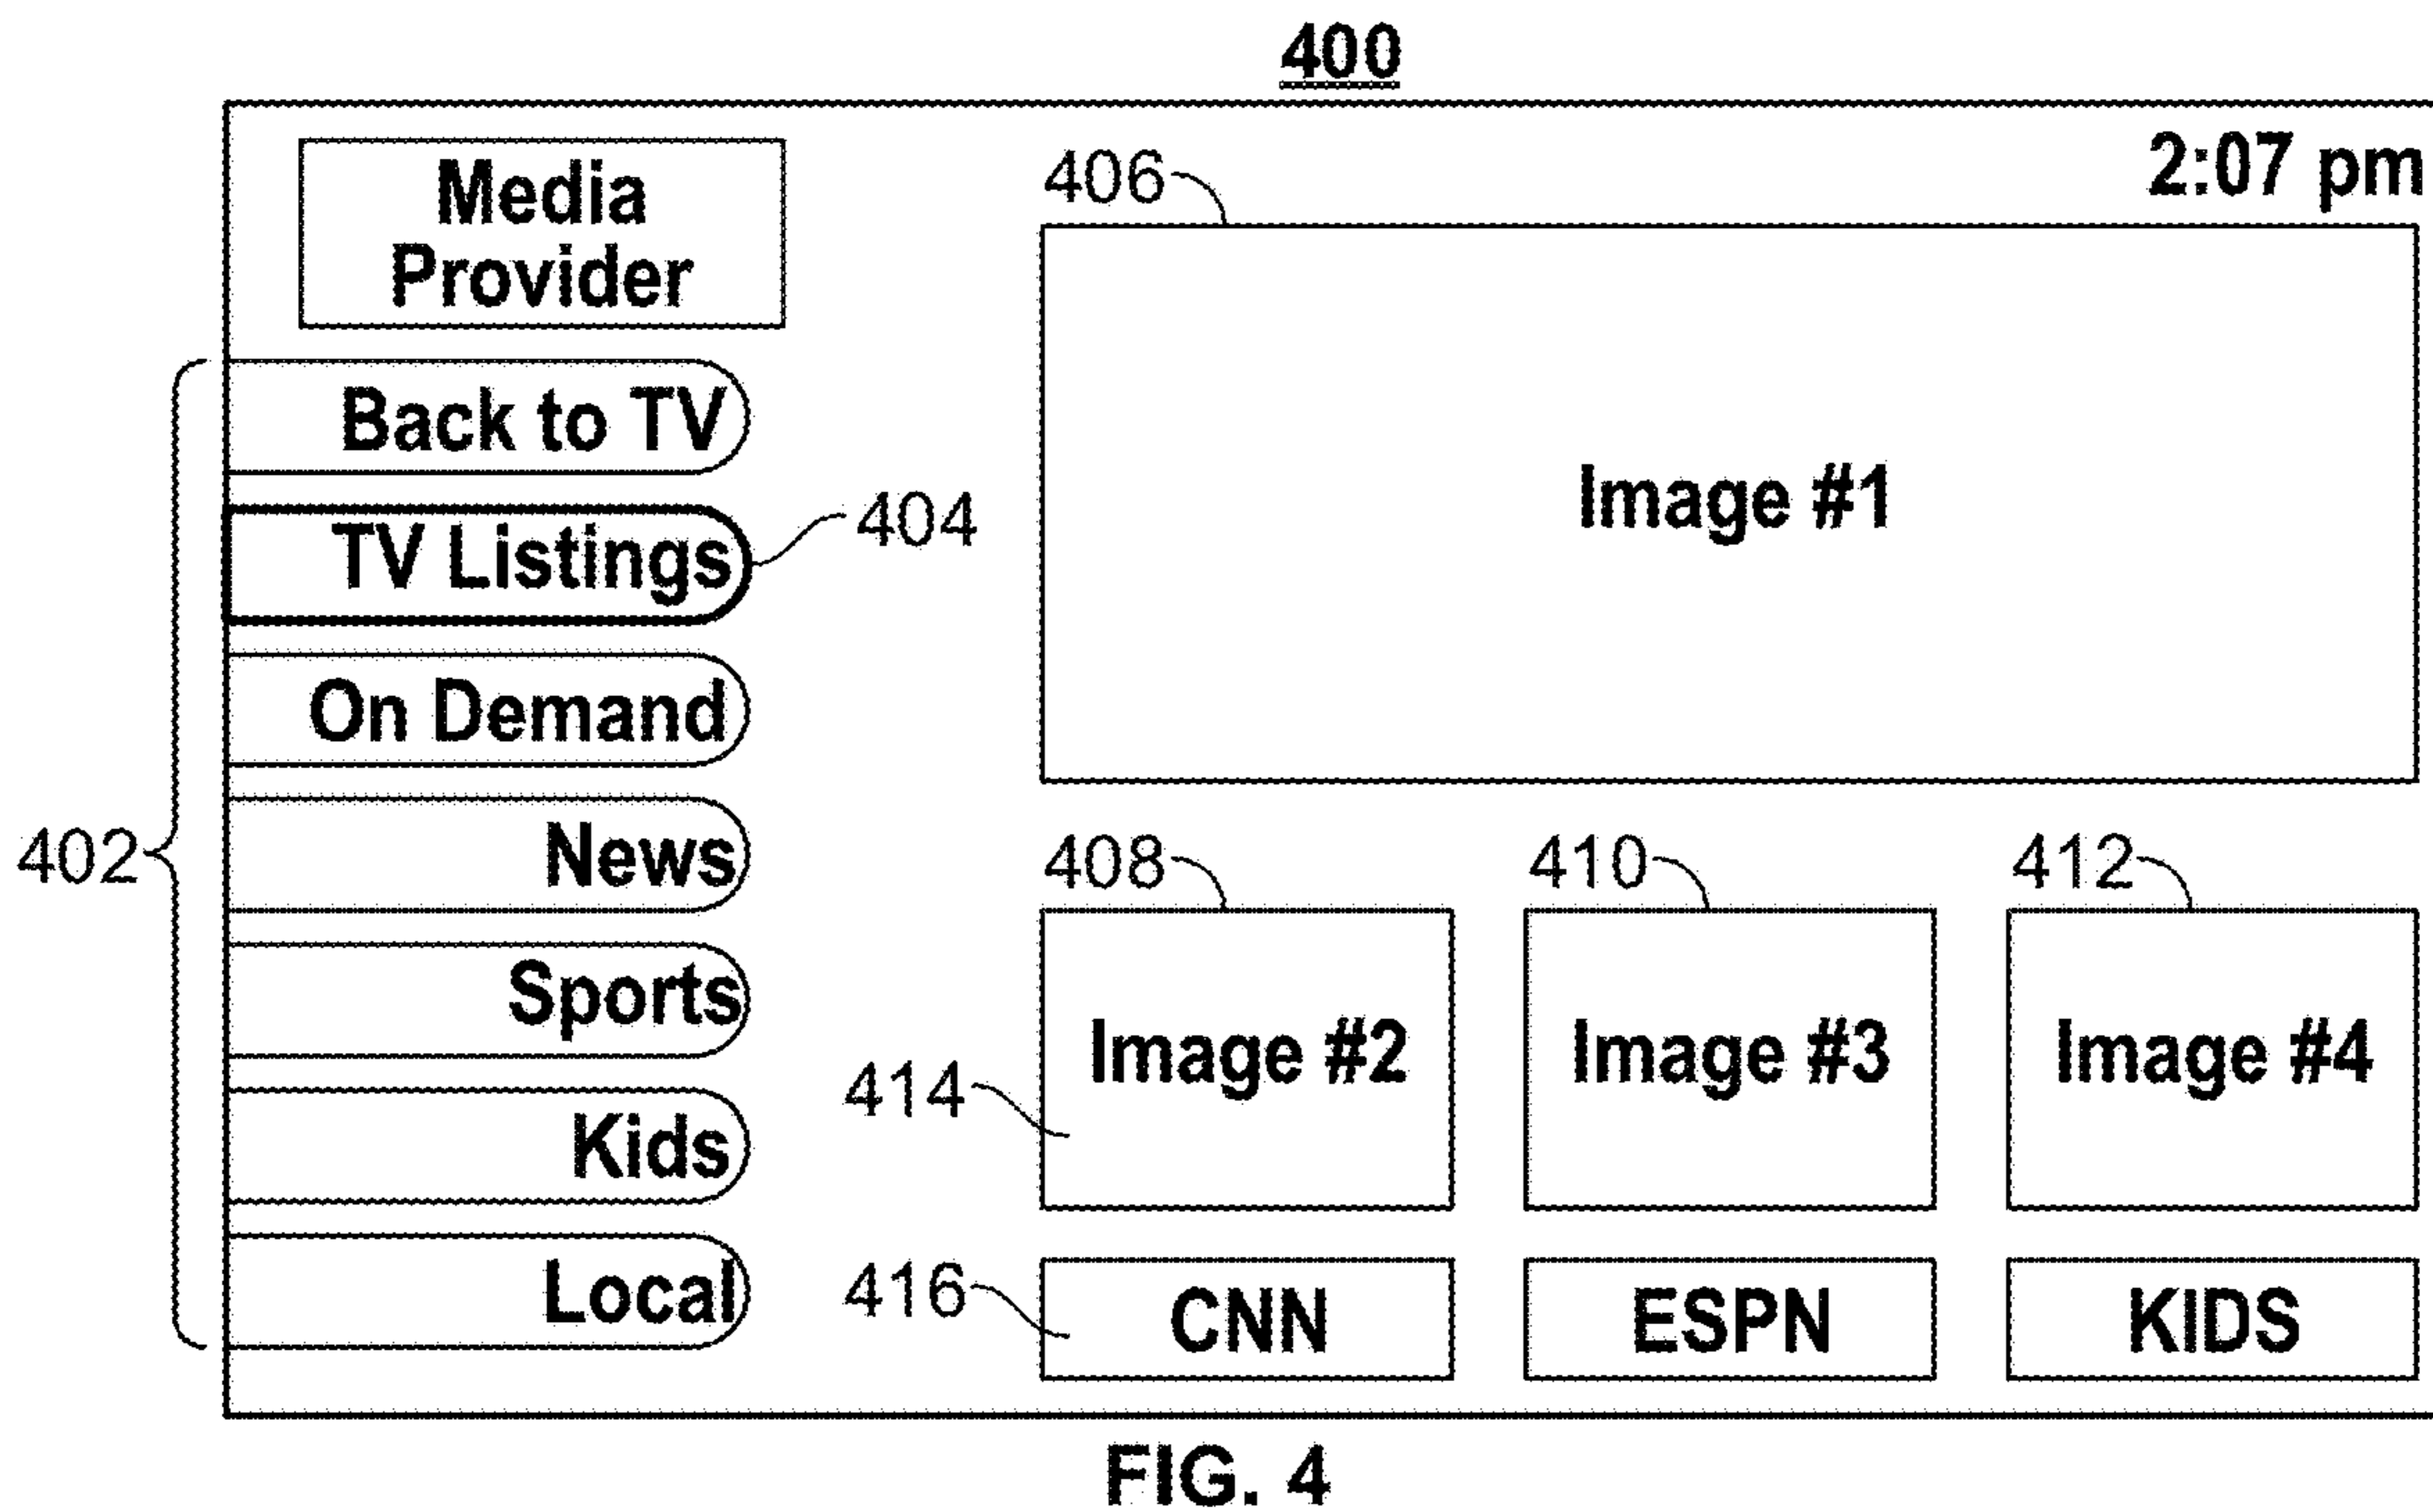 400
2:07 pm
Media
Provider
406
Back to TV
Image #1
TV Listings
404
On Demand
402
News
408
410
412
Sports
Image #2
Image #3
Image #4
414
Kids
Local
416
CNN
ESPN
KIDS
FIG. 4